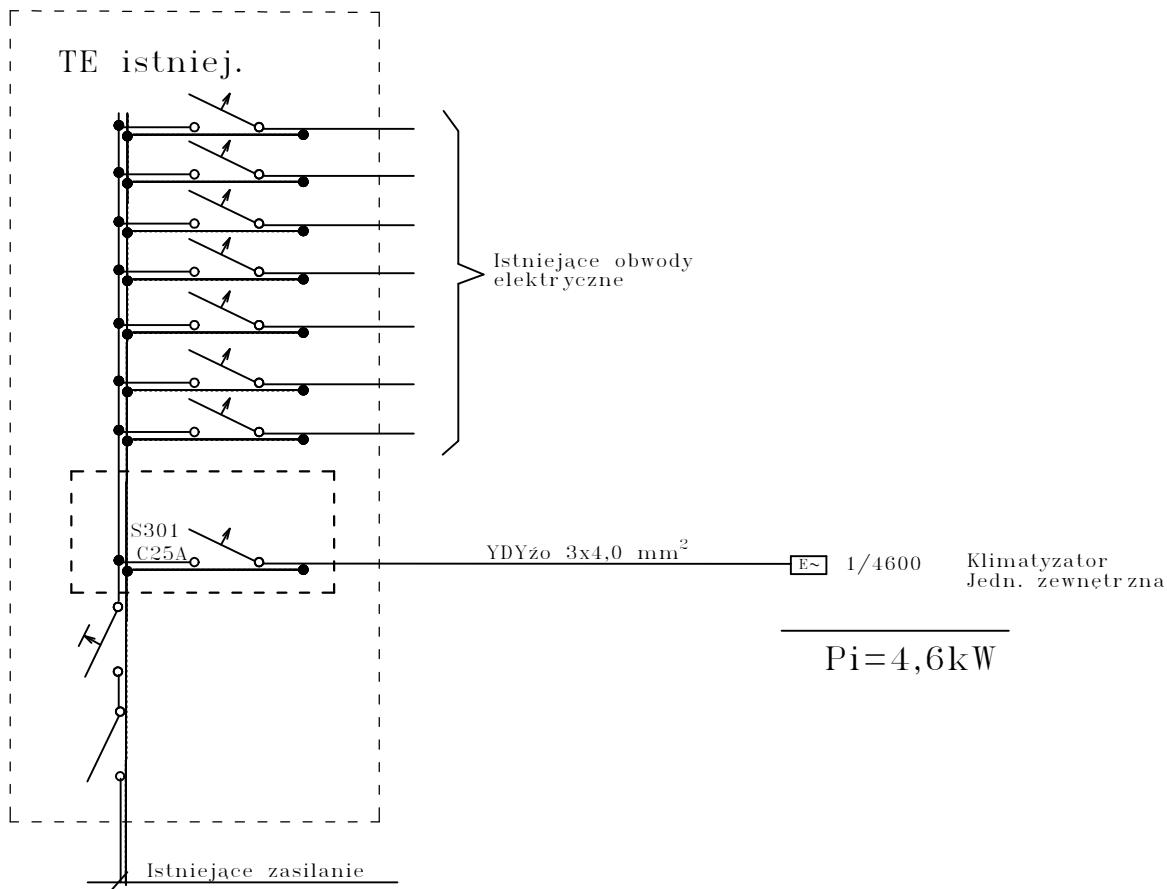 TE istniej.
Istniejące obwody
elektryczne
S301
C25A
YDYżo 3x4,0 mm²
E~ 1/4600
Klimatyzator
Jedn. zewnętrzna
Pi=4,6kW
Istniejące zasilanie